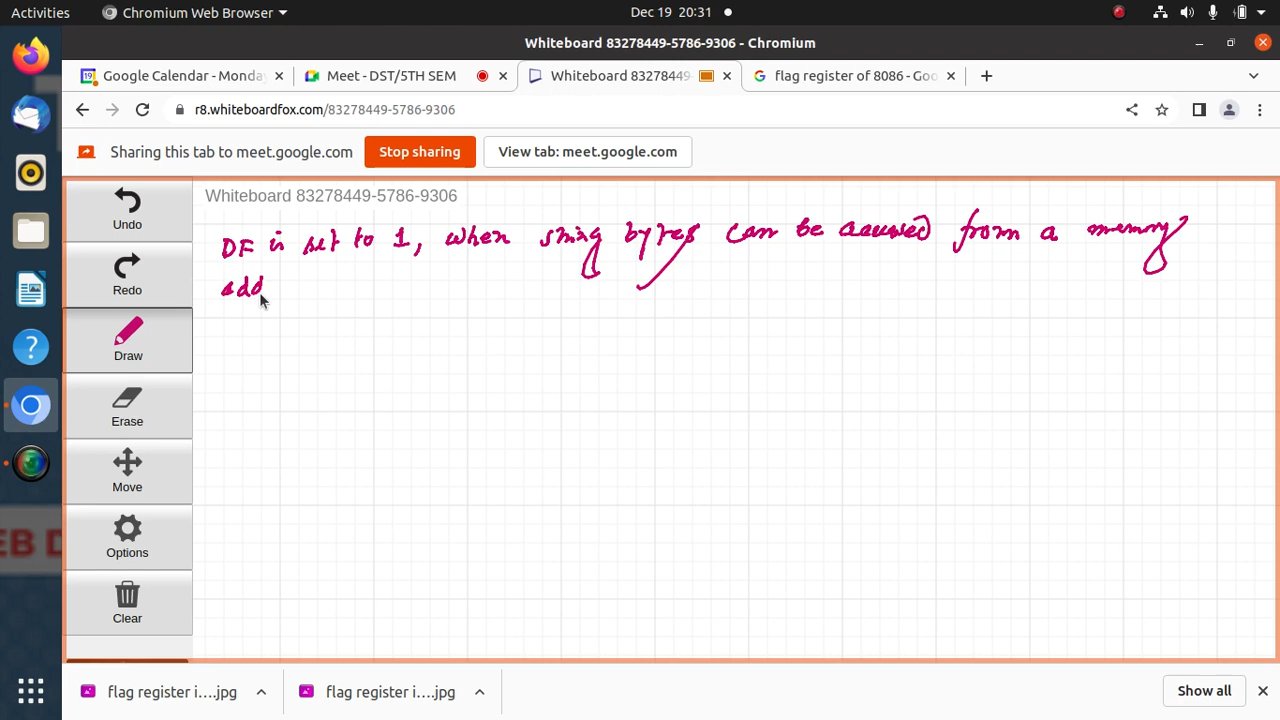 Activities Chromium Web Browser Dec 19 20:31
Whiteboard 83278449-5786-9306 - Chromium
Google Calendar - Monda Meet - DST/5TH SEM Whiteboard 83278449- flag register of 8086 - Goo
r8.whiteboardfox.com/83278449-5786-9306
Sharing this tab to meet.google.com Stop sharing View tab: meet.google.com
Whiteboard 83278449-5786-9306
DF is set to 1, when string bytes can be accessed from a memory
add
Undo
Redo
Draw
Erase
Move
Options
Clear
EB D
flag register i....jpg flag register i....jpg Show all